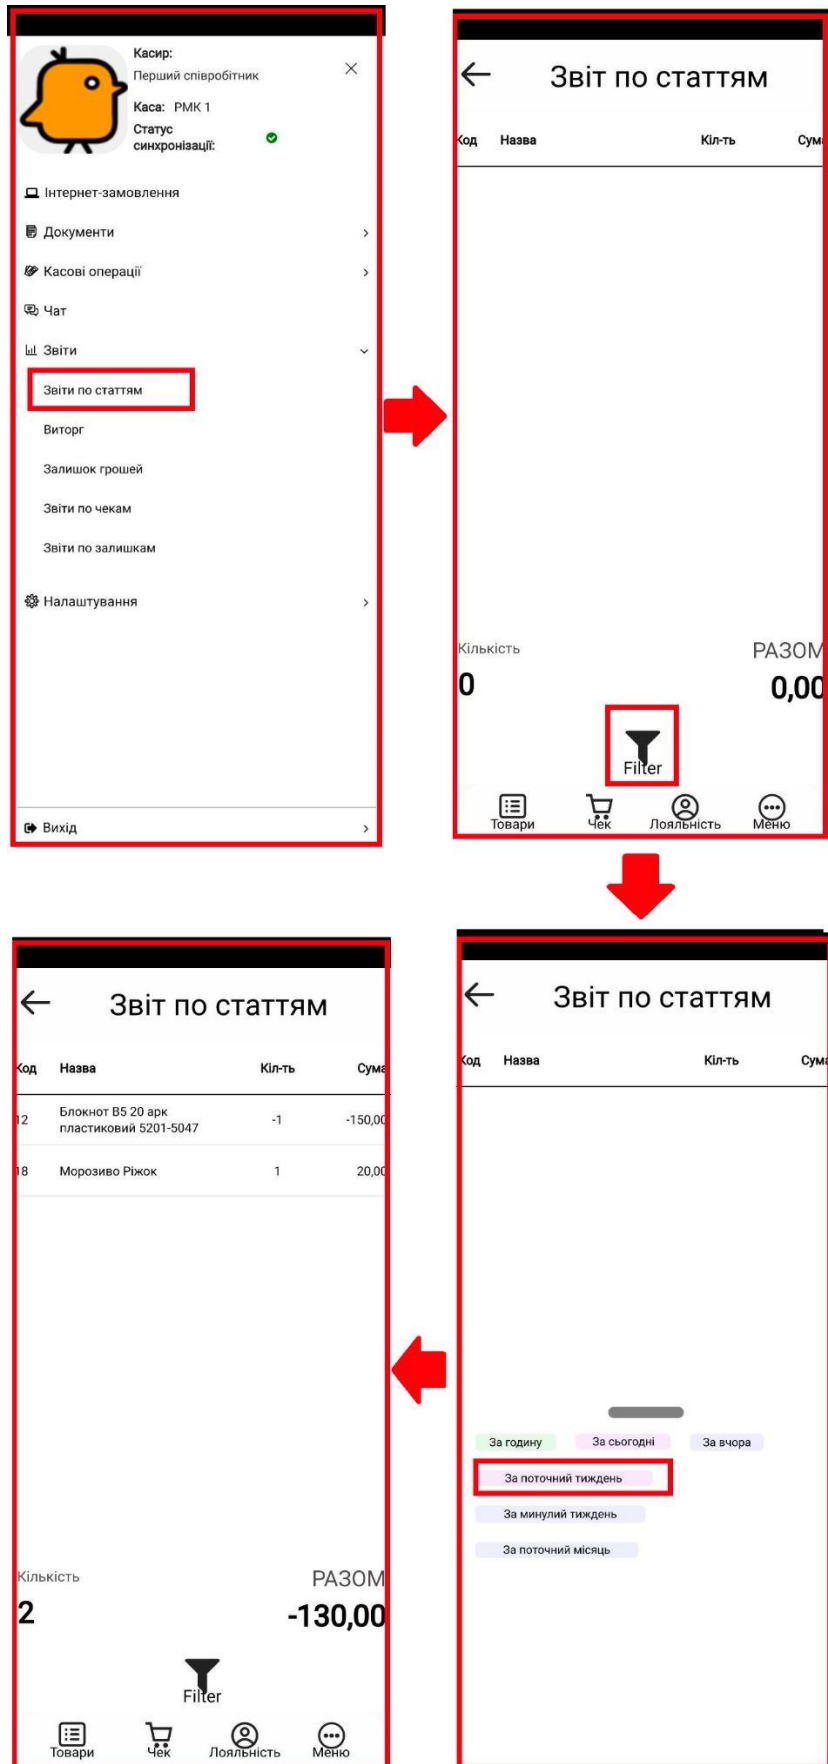 Касир:
Перший співробітник
Каса: РМК 1
Статус
синхронізації:
Інтернет-замовлення
Документи
Касові операції
Чат
Звіти
Звіти по статтям
Виторг
Залишок грошей
Звіти по чекам
Звіти по залишкам
Налаштування
Вихід
Звіт по статтям
Код Назва Кіл-ть Сума
Кількість РАЗОМ
0 0,00
Filter
Товари Чек Лояльність Меню
Звіт по статтям
Код Назва Кіл-ть Сума
За годину За сьогодні За вчора
За поточний тиждень
За минулий тиждень
За поточний місяць
Звіт по статтям
Код Назва Кіл-ть Сума
12 Блокнот В5 20 арк
пластиковий 5201-5047 -1 -150,00
18 Морозиво Ріжок 1 20,00
Кількість РАЗОМ
2 -130,00
Filter
Товари Чек Лояльність Меню